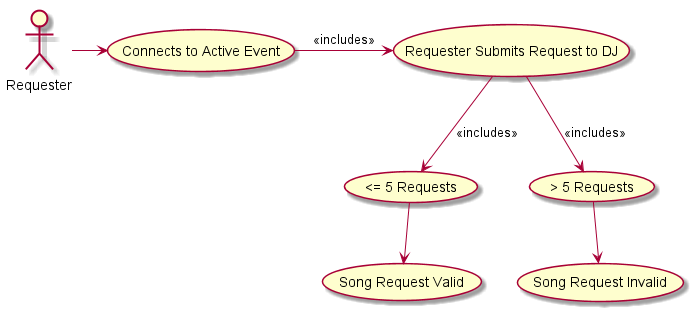 Requester
Connects to Active Event
«includes»
Requester Submits Request to DJ
«includes»
«includes»
<= 5 Requests
> 5 Requests
Song Request Valid
Song Request Invalid